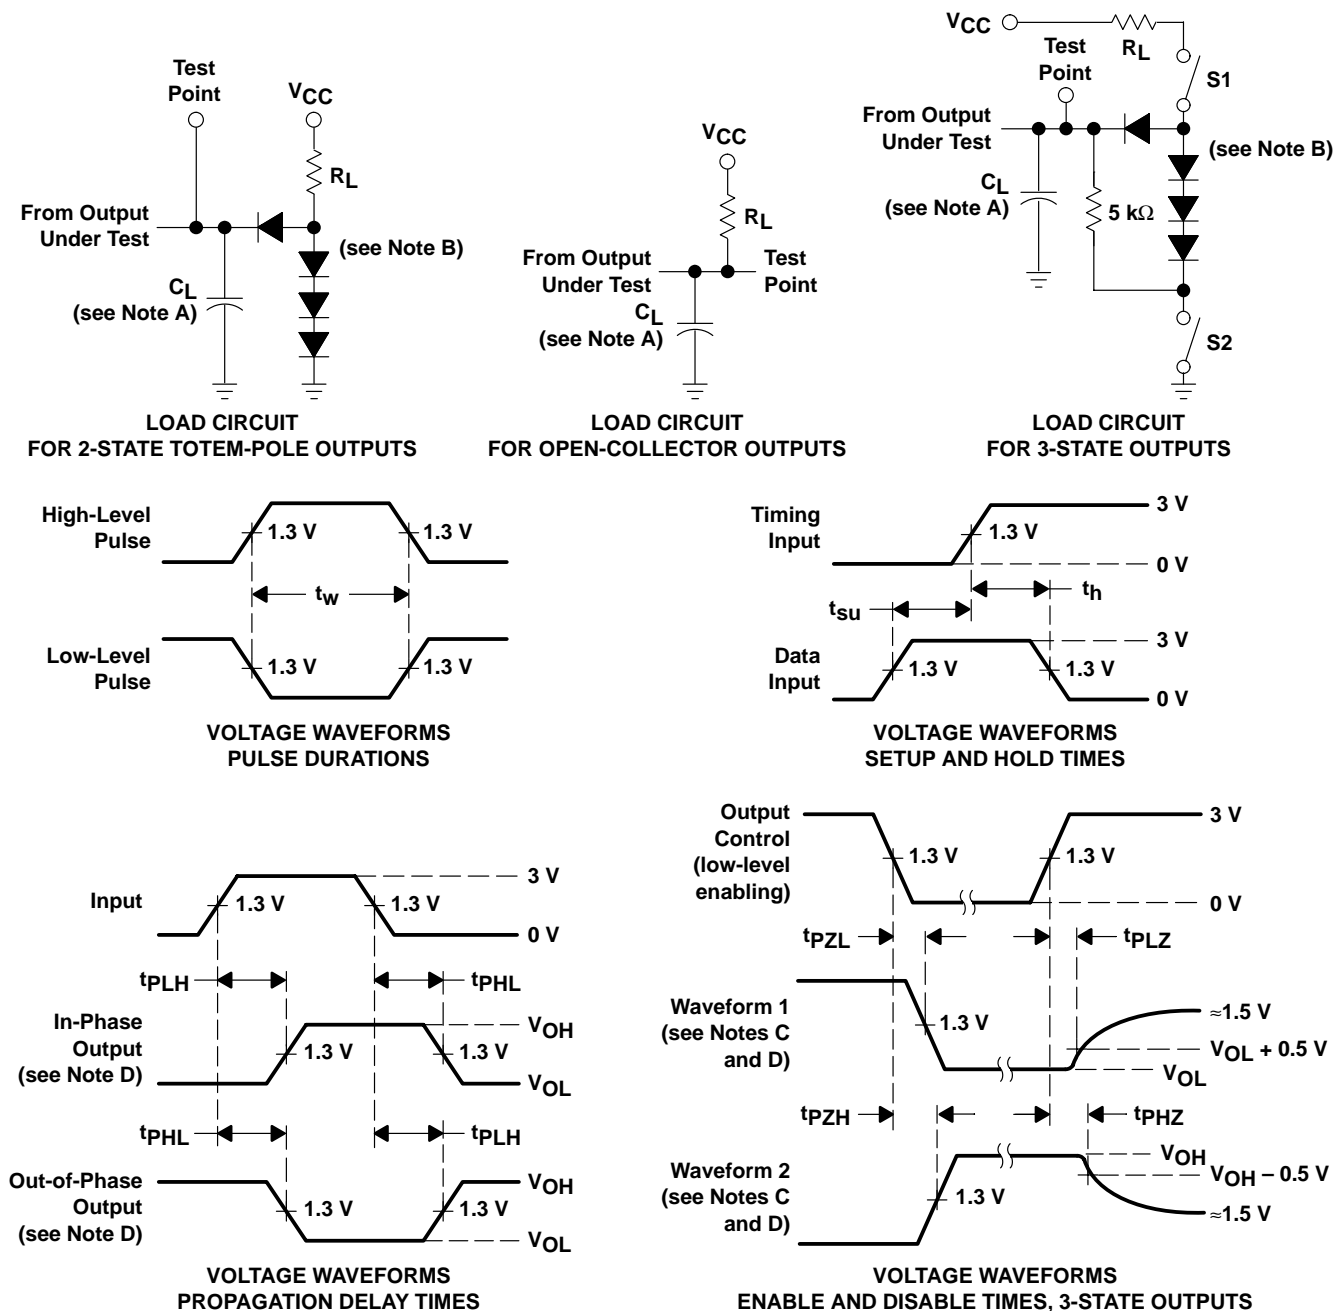 Test
Point
VCC
RL
From Output
Under Test
(see Note B)
CL
(see Note A)
LOAD CIRCUIT
FOR 2-STATE TOTEM-POLE OUTPUTS
VCC
RL
From Output
Under Test
Test
Point
CL
(see Note A)
LOAD CIRCUIT
FOR OPEN-COLLECTOR OUTPUTS
VCC
RL
S1
Test
Point
From Output
Under Test
(see Note B)
CL
(see Note A)
5 kΩ
S2
LOAD CIRCUIT
FOR 3-STATE OUTPUTS
High-Level
Pulse
1.3 V
1.3 V
tw
Low-Level
Pulse
1.3 V
1.3 V
VOLTAGE WAVEFORMS
PULSE DURATIONS
Timing
Input
1.3 V
3 V
0 V
tsu
th
Data
Input
1.3 V
1.3 V
3 V
0 V
VOLTAGE WAVEFORMS
SETUP AND HOLD TIMES
Input
1.3 V
1.3 V
3 V
0 V
tPLH
tPHL
In-Phase
Output
(see Note D)
1.3 V
1.3 V
VOH
VOL
tPHL
tPLH
Out-of-Phase
Output
(see Note D)
1.3 V
1.3 V
VOH
VOL
VOLTAGE WAVEFORMS
PROPAGATION DELAY TIMES
Output
Control
(low-level
enabling)
1.3 V
1.3 V
3 V
0 V
tPZL
tPLZ
Waveform 1
(see Notes C
and D)
1.3 V
≈1.5 V
VOL + 0.5 V
VOL
tPZH
tPHZ
Waveform 2
(see Notes C
and D)
1.3 V
VOH
VOH – 0.5 V
≈1.5 V
VOLTAGE WAVEFORMS
ENABLE AND DISABLE TIMES, 3-STATE OUTPUTS